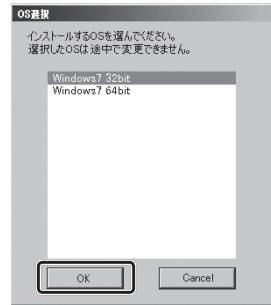 OS選択
インストールするOSを選んでください。
選択したOSは途中で変更できません。
Windows7 32bit
Windows7 64bit
OK
Cancel